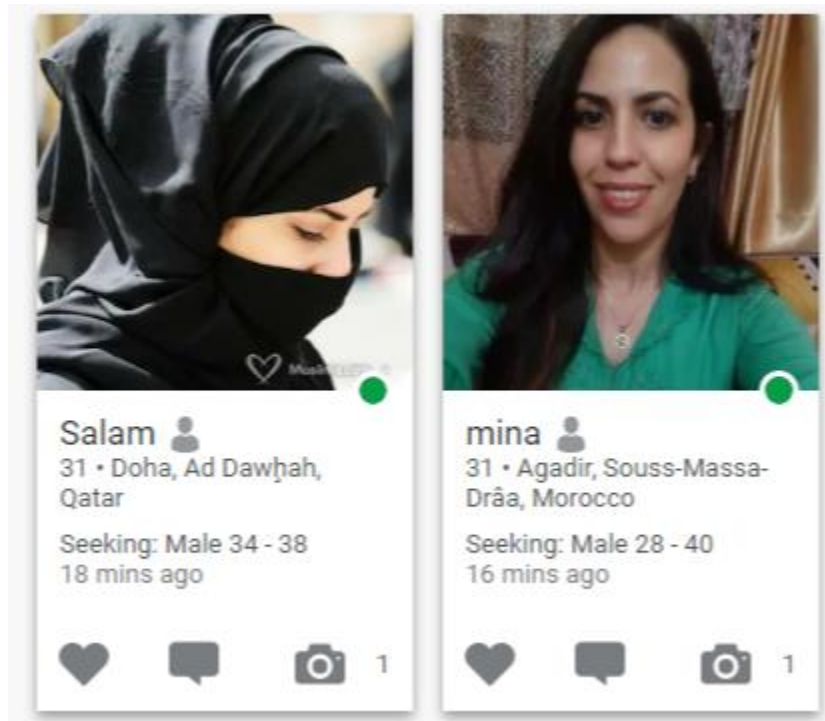 Salam
31 • Doha, Ad Dawḩah,
Qatar
Seeking: Male 34 - 38
18 mins ago
1
mina
31 • Agadir, Souss-Massa-
Drâa, Morocco
Seeking: Male 28 - 40
16 mins ago
1